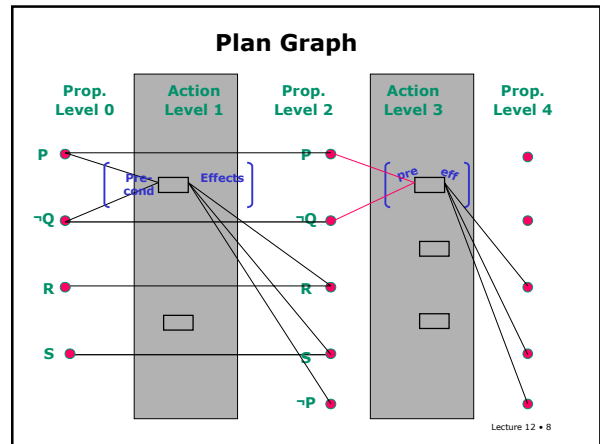 Plan Graph
Prop.
Level 0
Action
Level 1
Prop.
Level 2
Action
Level 3
Prop.
Level 4
P
Pre-
cond
Effects
P
pre
eff
¬Q
¬Q
R
R
S
S
¬P
Lecture 12 • 8